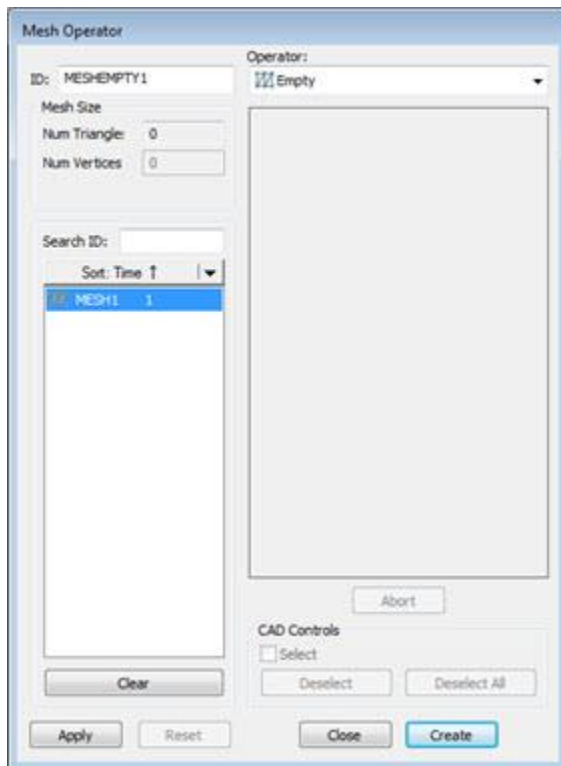 Mesh Operator
Operator:
ID: MESHEMPTY1
Empty
Mesh Size
Num Triangle: 0
Num Vertices 0
Search ID:
Sort: Time ↑
MESH1 1
Abort
CAD Controls
Select
Clear
Deselect
Deselect All
Apply
Reset
Close
Create